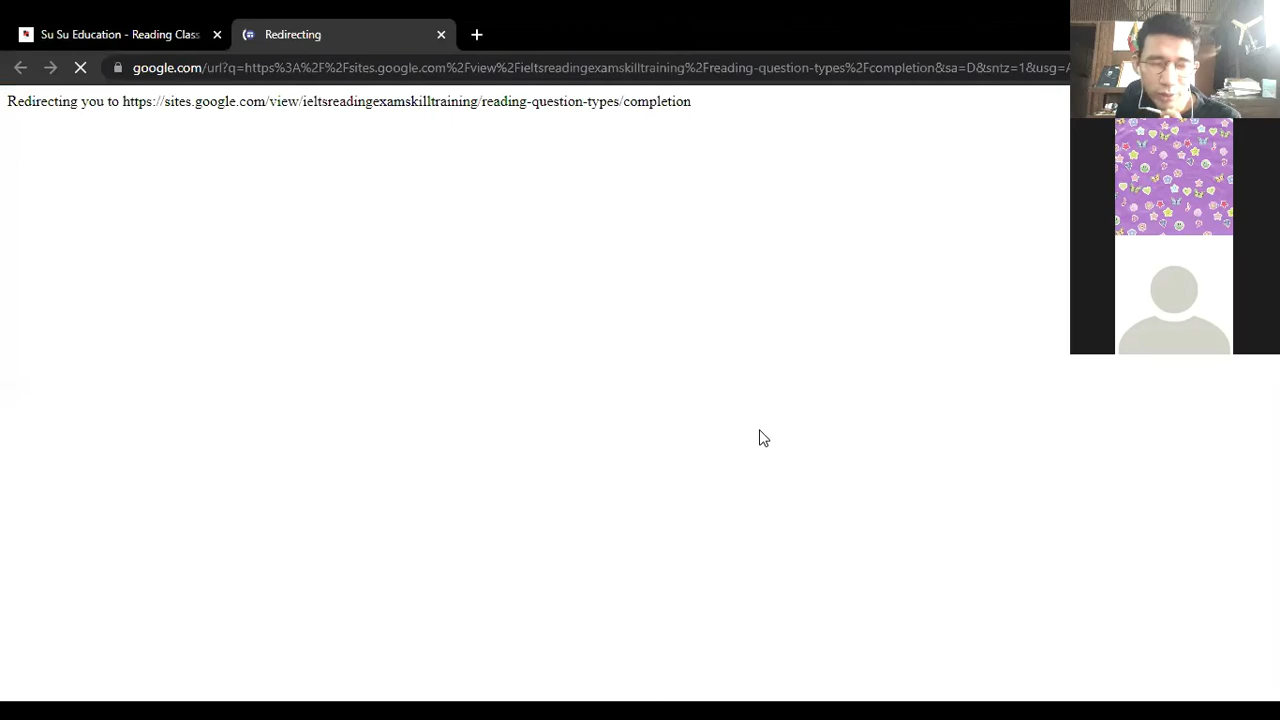 Su Su Education - Reading Class
Redirecting
google.com/url?q=https%3A%2F%2Fsites.google.com%2Fview%2Fieltsreadingexamskilltraining%2Freading-question-types%2Fcompletion&sa=D&sntz=1&usg=A
Redirecting you to https://sites.google.com/view/ieltsreadingexamskilltraining/reading-question-types/completion